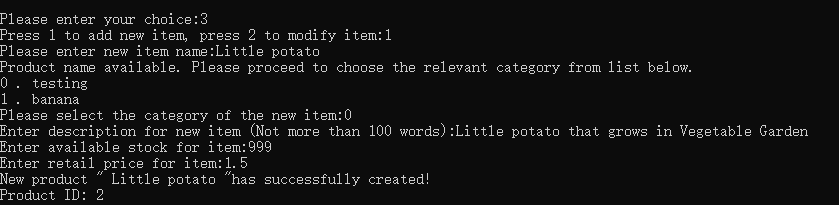 Please enter your choice:3
Press 1 to add new item, press 2 to modify item:1
Please enter new item name:Little potato
Product name available. Please proceed to choose the relevant category from list below.
0 . testing
1 . banana
Please select the category of the new item:0
Enter description for new item (Not more than 100 words):Little potato that grows in Vegetable Garden
Enter available stock for item:999
Enter retail price for item:1.5
New product " Little potato "has successfully created!
Product ID: 2